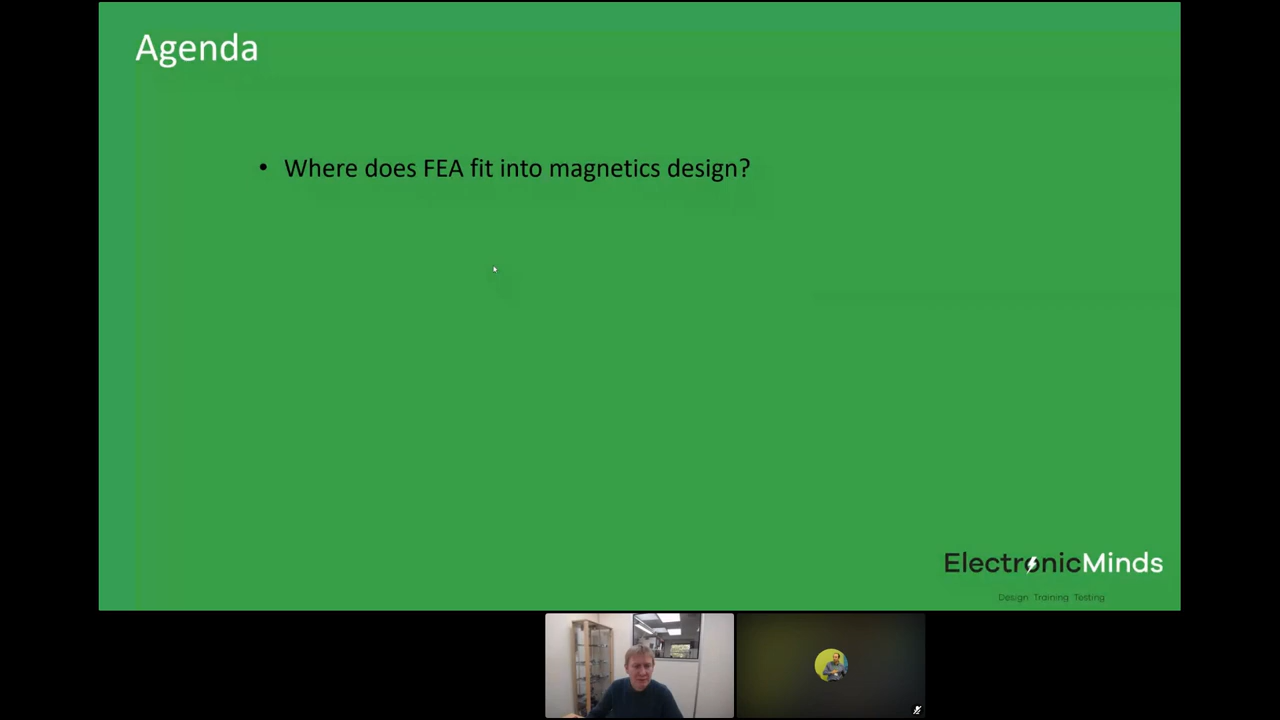 Agenda
• Where does FEA fit into magnetics design?
ElectronicMinds
Design Training Testing